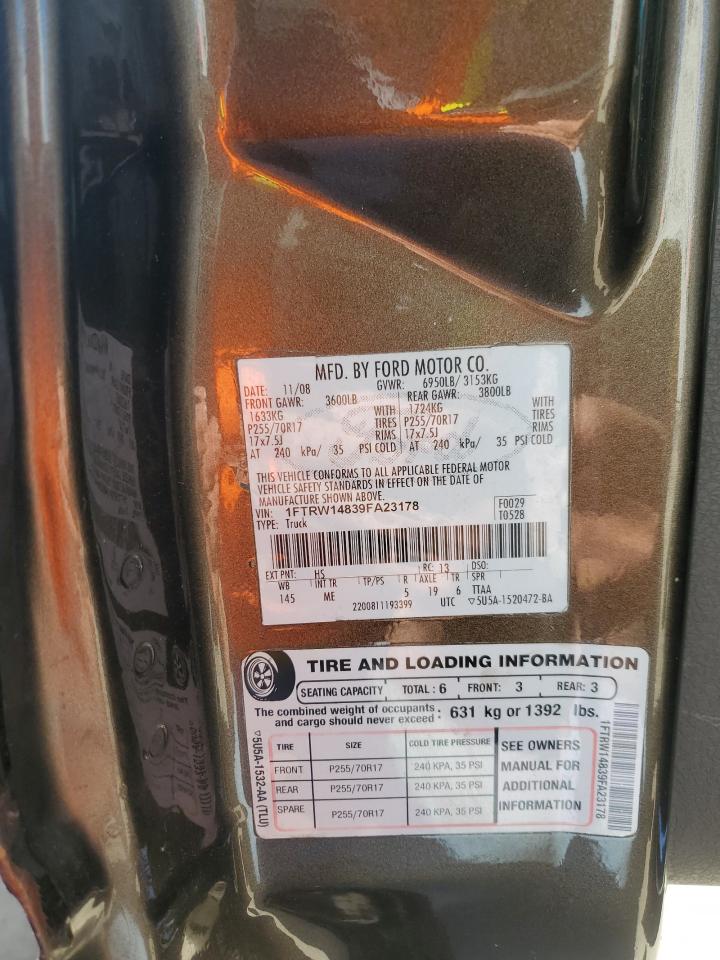 MFD. BY FORD MOTOR CO.
DATE: 11/08 GVWR: 6950LB/ 3153KG
FRONT GAWR: 3600LB REAR GAWR: 3800LB
1633KG WITH 1724KG WITH
P255/70R17 TIRES P255/70R17 TIRES
17x7.5J RIMS 17x7.5J RIMS
AT 240 kPa/ 35 PSI COLD AT 240 kPa/ 35 PSI COLD
THIS VEHICLE CONFORMS TO ALL APPLICABLE FEDERAL MOTOR
VEHICLE SAFETY STANDARDS IN EFFECT ON THE DATE OF
MANUFACTURE SHOWN ABOVE.
VIN: 1FTRW14839FA23178 F0029
TYPE: Truck T0528
EXT PNT: HS RC: 13 DSO:
WB INT TR TP/PS R AXLE TR SPR
145 ME 5 19 6 TTAA
2200811193399 UTC ▽5U5A-1520472-BA
TIRE AND LOADING INFORMATION
SEATING CAPACITY TOTAL : 6 FRONT: 3 REAR: 3
The combined weight of occupants and cargo should never exceed : 631 kg or 1392 lbs.
TIRE SIZE COLD TIRE PRESSURE SEE OWNERS
FRONT P255/70R17 240 KPA, 35 PSI MANUAL FOR
REAR P255/70R17 240 KPA, 35 PSI ADDITIONAL
SPARE P255/70R17 240 KPA, 35 PSI INFORMATION
▽5U5A-1532-AA (TLU)
1FTRW14839FA23178